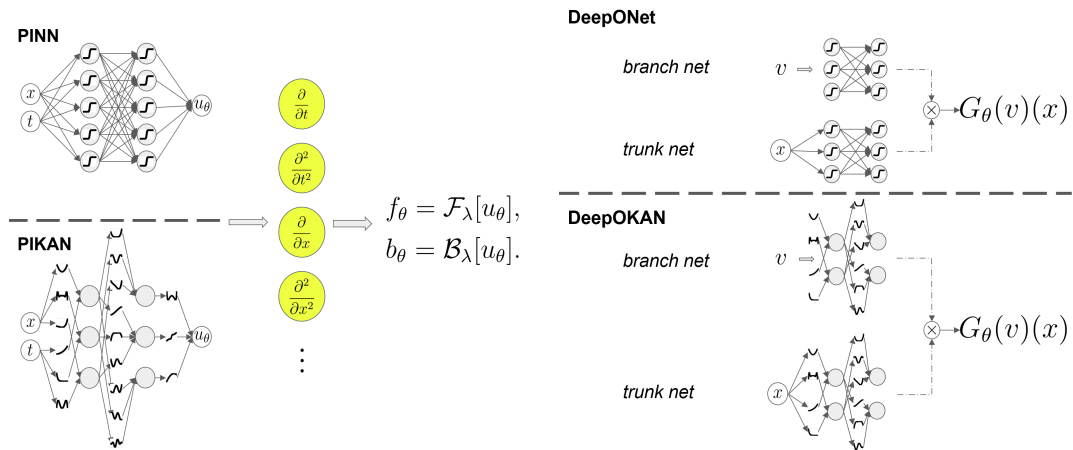 PINN
x
t
u_θ
∂/∂t
∂²/∂t²
∂/∂x
∂²/∂x²
⋮
f_θ = ℱ_λ[u_θ],
b_θ = ℬ_λ[u_θ].
PIKAN
x
t
u_θ
DeepONet
branch net
v
trunk net
x
×
G_θ(v)(x)
DeepOKAN
branch net
v
trunk net
x
×
G_θ(v)(x)